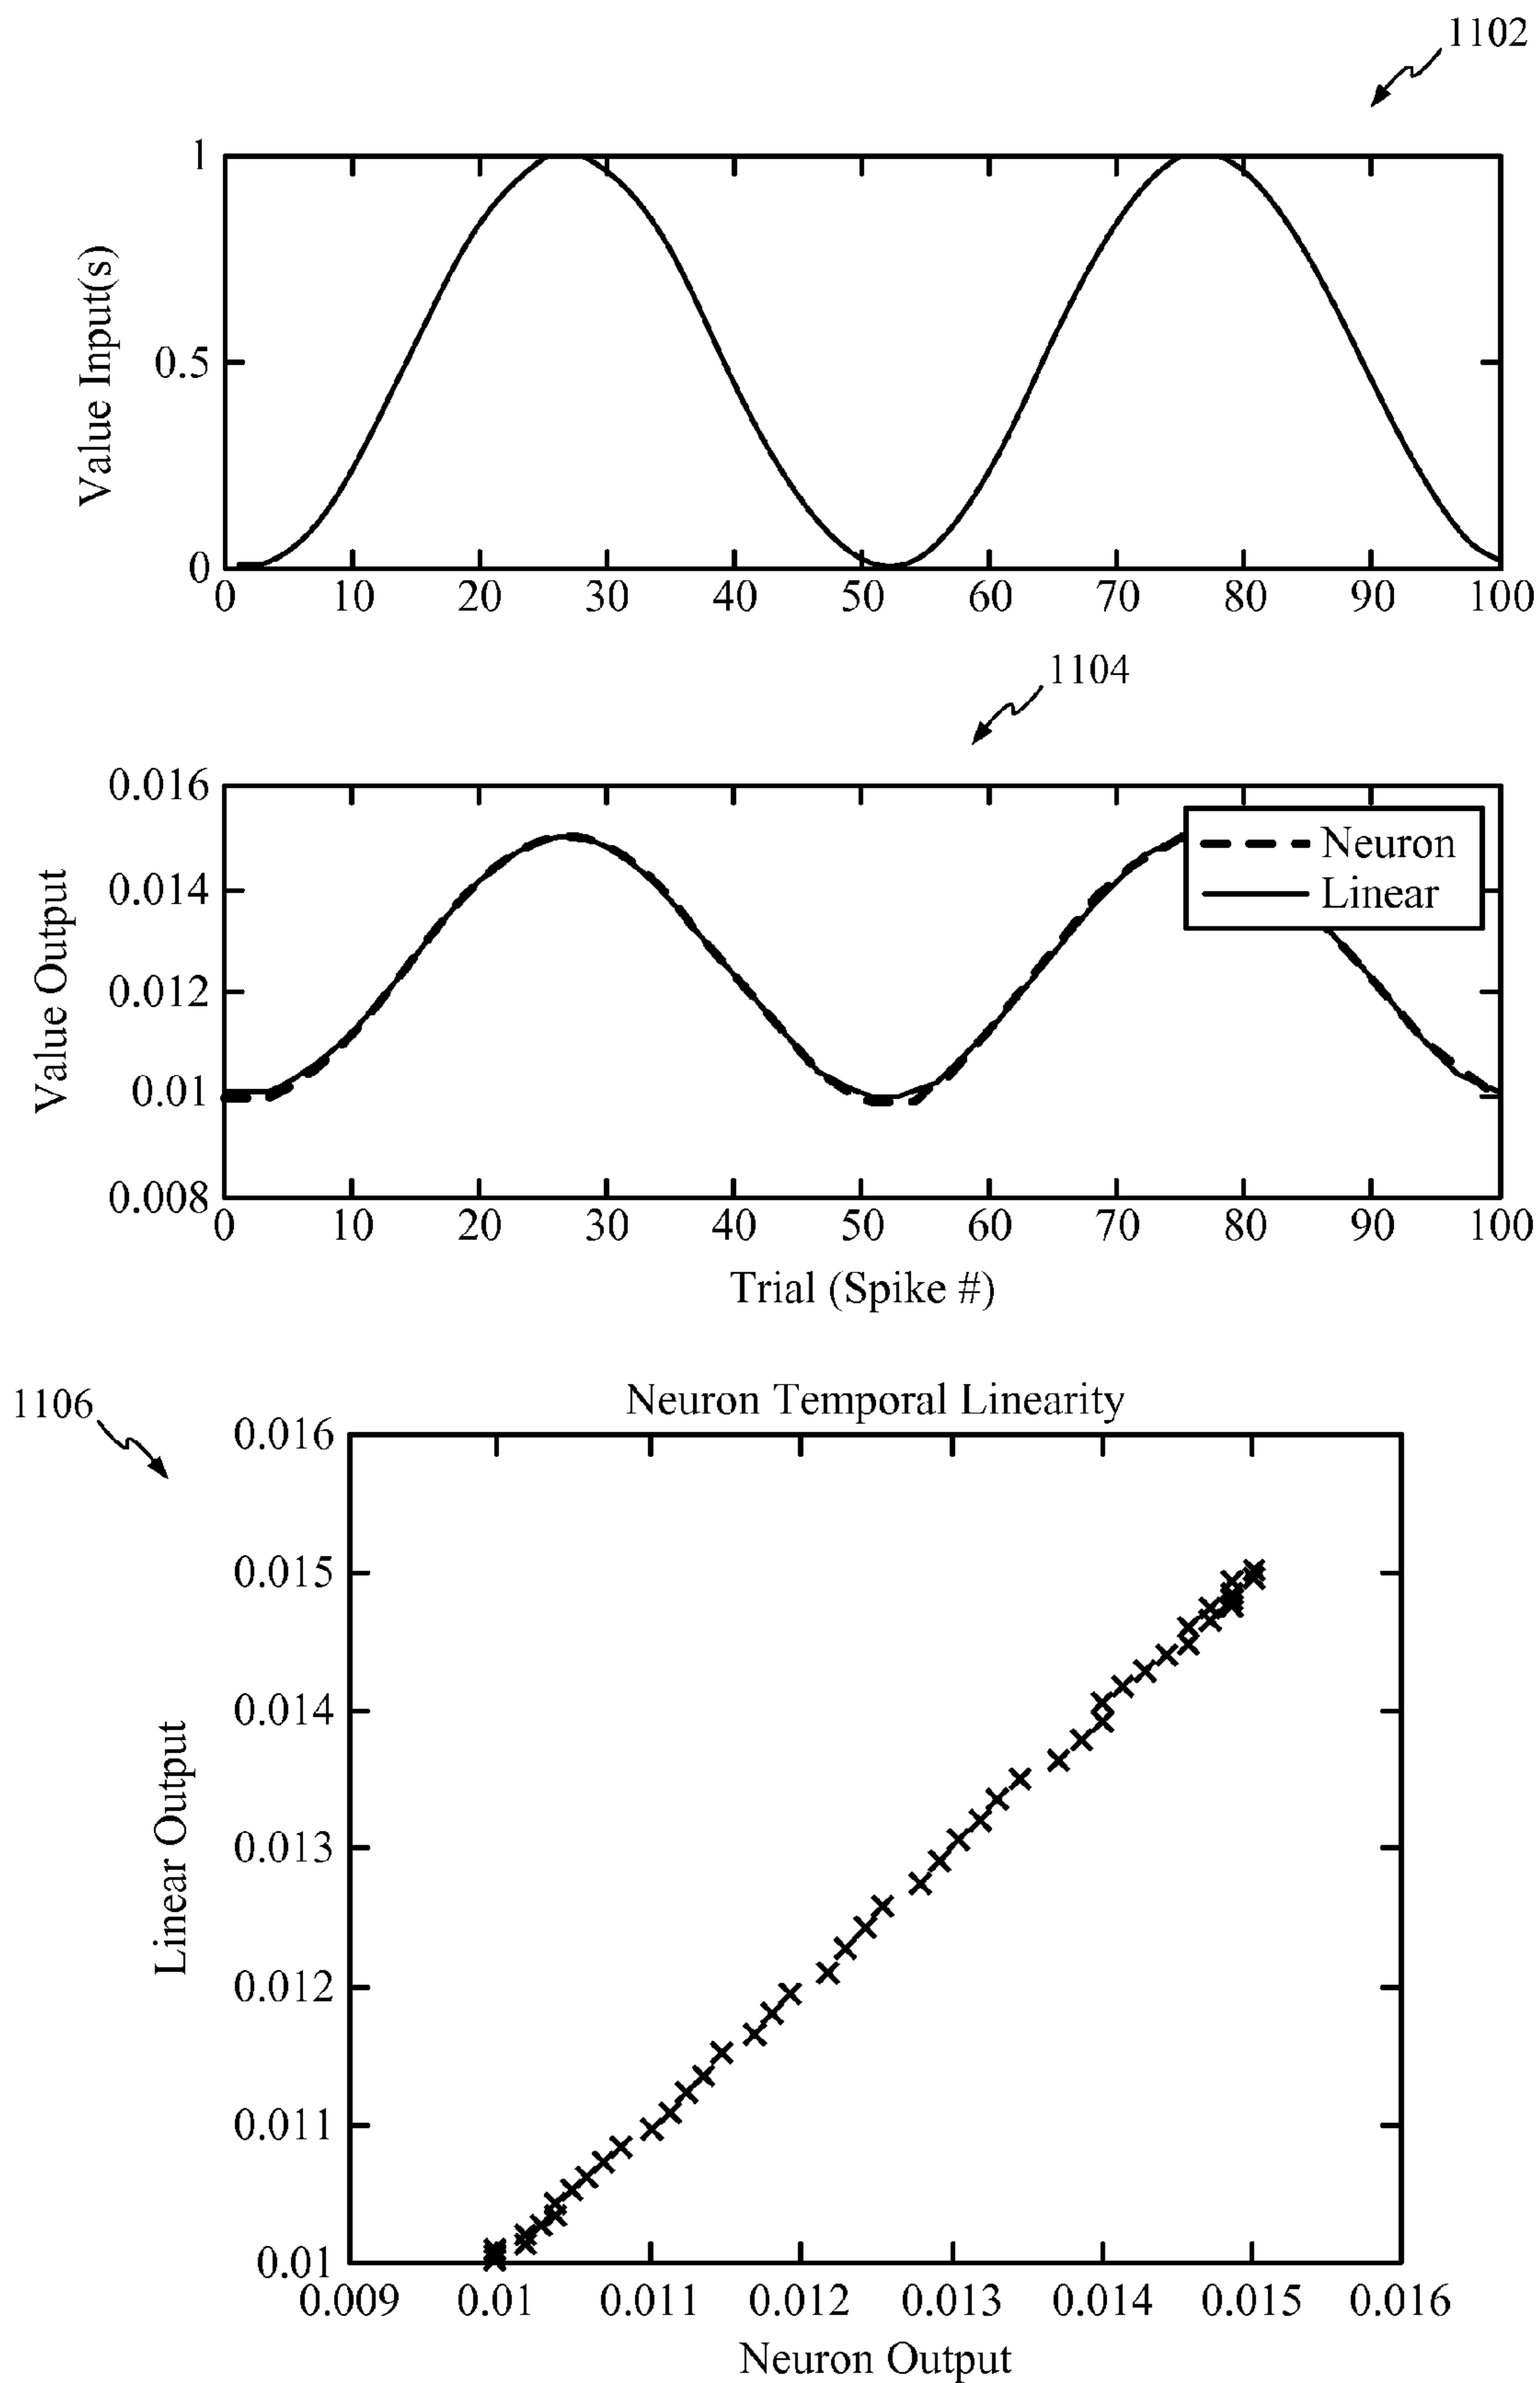 1102
Value Input(s)
1
0.5
0
0 10 20 30 40 50 60 70 80 90 100
1104
Value Output
0.016
0.014
0.012
0.01
0.008
Neuron
Linear
0 10 20 30 40 50 60 70 80 90 100
Trial (Spike #)
1106
Neuron Temporal Linearity
Linear Output
0.016
0.015
0.014
0.013
0.012
0.011
0.01
0.009 0.01 0.011 0.012 0.013 0.014 0.015 0.016
Neuron Output